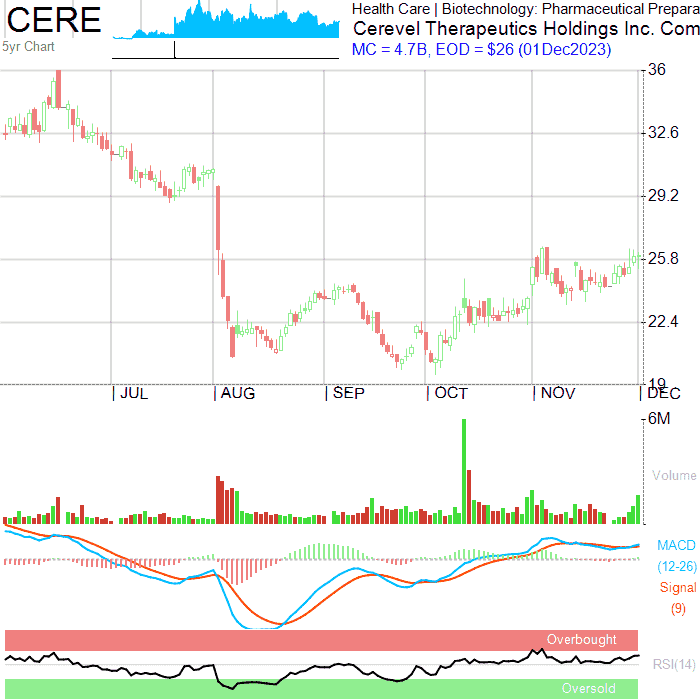 CERE
5yr Chart
Health Care | Biotechnology: Pharmaceutical Prepara
Cerevel Therapeutics Holdings Inc. Com
MC = 4.7B, EOD = $26 (01Dec2023)
36
32.6
29.2
25.8
22.4
19
JUL
AUG
SEP
OCT
NOV
DEC
6M
Volume
MACD
(12-26)
Signal
(9)
Overbought
RSI(14)
Oversold